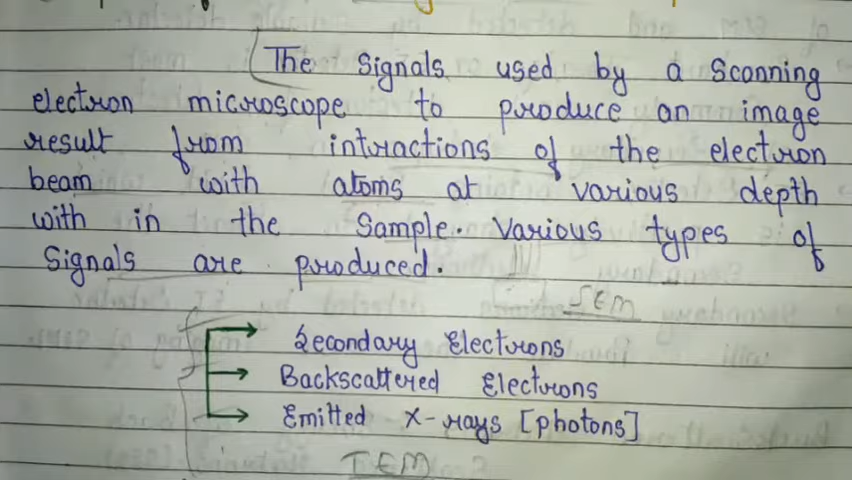 The Signals used by a Scanning
electron microscope to produce an image
result from intractions of the electron
beam with atoms at various depth
with in the Sample. Various types of
Signals are produced.
SEM
Secondary Electrons
Backscattered Electrons
Emitted X-rays [photons]
TEM